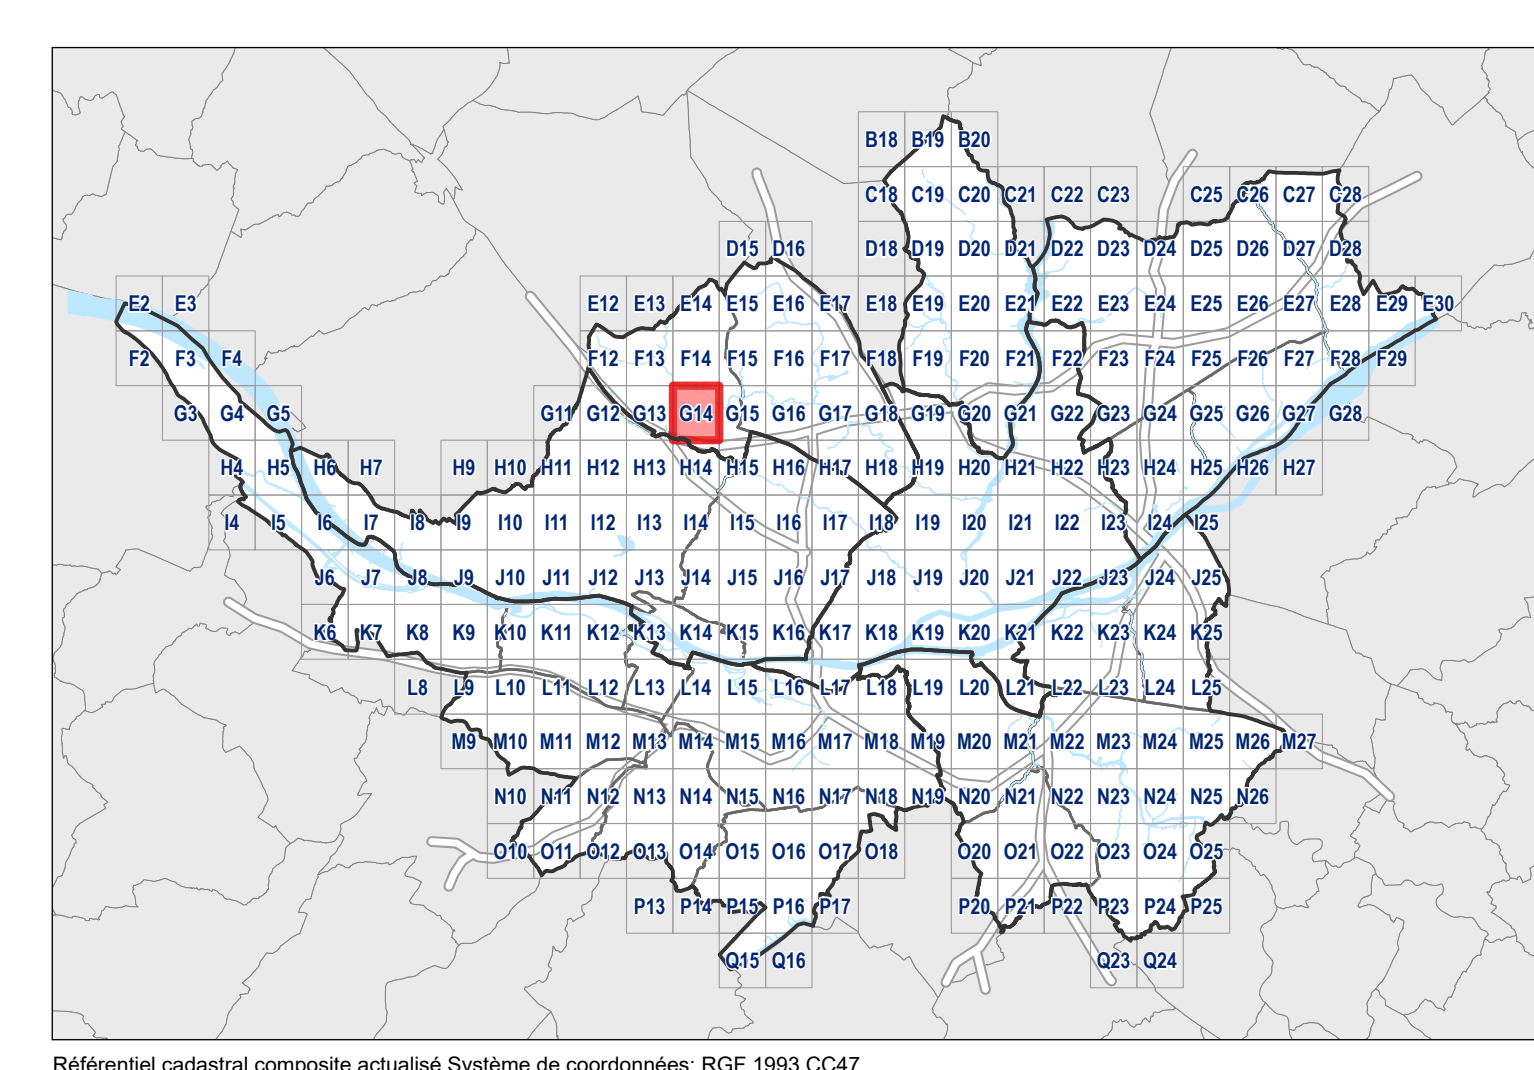 B18 B19 B20
C18 C19 C20 C21 C22 C23 C25 C26 C27 C28
D15 D16 D18 D19 D20 D21 D22 D23 D24 D25 D26 D27 D28
E2 E3 E12 E13 E14 E15 E16 E17 E18 E19 E20 E21 E22 E23 E24 E25 E26 E27 E28 E29 E30
F2 F3 F4 F12 F13 F14 F15 F16 F17 F18 F19 F20 F21 F22 F23 F24 F25 F26 F27 F28 F29
G3 G4 G5 G11 G12 G13 G14 G15 G16 G17 G18 G19 G20 G21 G22 G23 G24 G25 G26 G27 G28
H4 H5 H6 H7 H9 H10 H11 H12 H13 H14 H15 H16 H17 H18 H19 H20 H21 H22 H23 H24 H25 H26 H27
I4 I5 I6 I7 I8 I9 I10 I11 I12 I13 I14 I15 I16 I17 I18 I19 I20 I21 I22 I23 I24 I25
J6 J7 J8 J9 J10 J11 J12 J13 J14 J15 J16 J17 J18 J19 J20 J21 J22 J23 J24 J25
K6 K7 K8 K9 K10 K11 K12 K13 K14 K15 K16 K17 K18 K19 K20 K21 K22 K23 K24 K25
L8 L9 L10 L11 L12 L13 L14 L15 L16 L17 L18 L19 L20 L21 L22 L23 L24 L25
M9 M10 M11 M12 M13 M14 M15 M16 M17 M18 M19 M20 M21 M22 M23 M24 M25 M26 M27
N10 N11 N12 N13 N14 N15 N16 N17 N18 N19 N20 N21 N22 N23 N24 N25 N26
O10 O11 O12 O13 O14 O15 O16 O17 O18 O20 O21 O22 O23 O24 O25
P13 P14 P15 P16 P17 P20 P21 P22 P23 P24 P25
Q15 Q16 Q23 Q24
Référentiel cadastral composite actualisé Système de coordonnées: RGF 1993 CC47